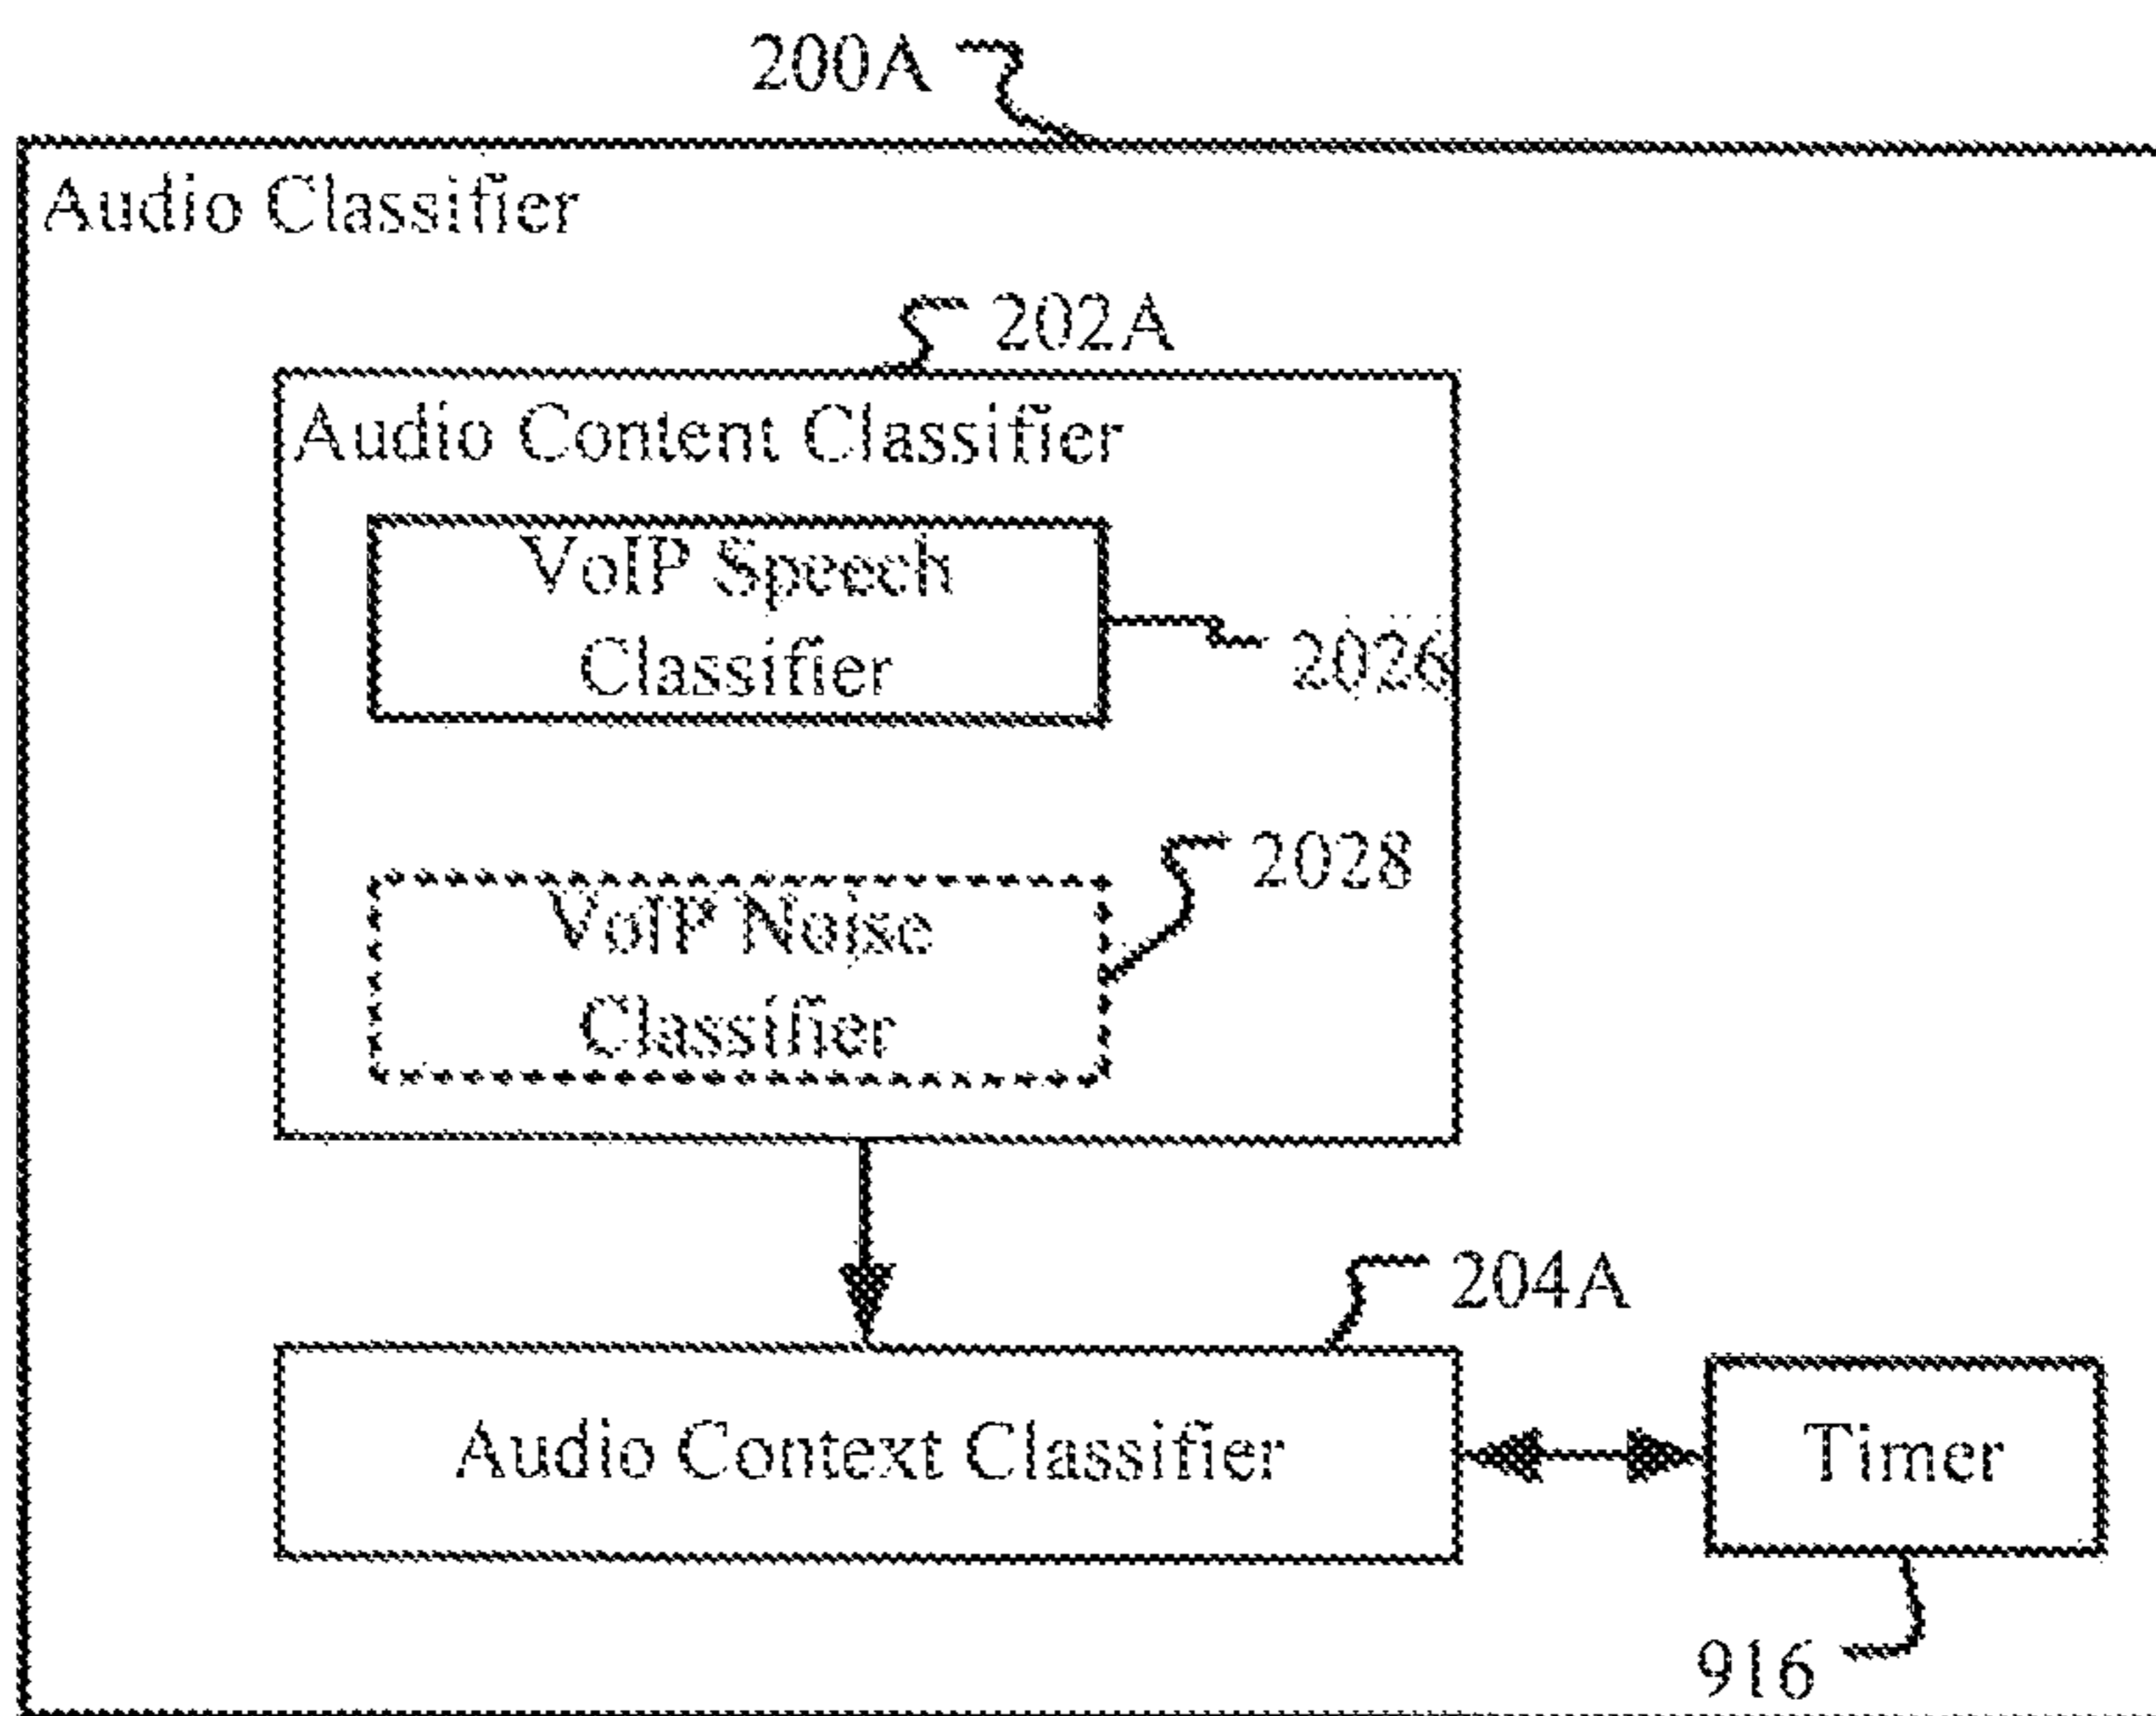 200A
Audio Classifier
202A
Audio Content Classifier
VoIP Speech
Classifier
2026
2028
VoIP Noise
Classifier
204A
Audio Context Classifier
Timer
916